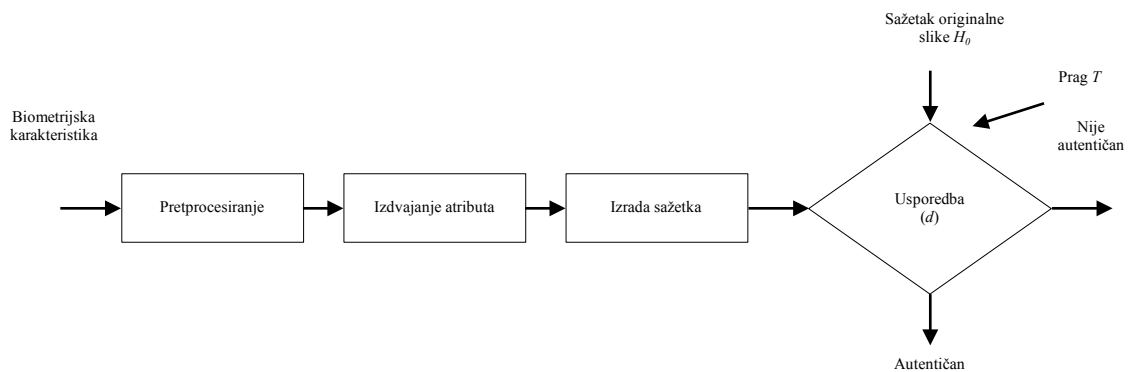 Sažetak originalne
slike H₀
Prag T
Biometrijska
karakteristika
Nije
autentičan
Pretprocesiranje
Izdvajanje atributa
Izrada sažetka
Usporedba
(d)
Autentičan